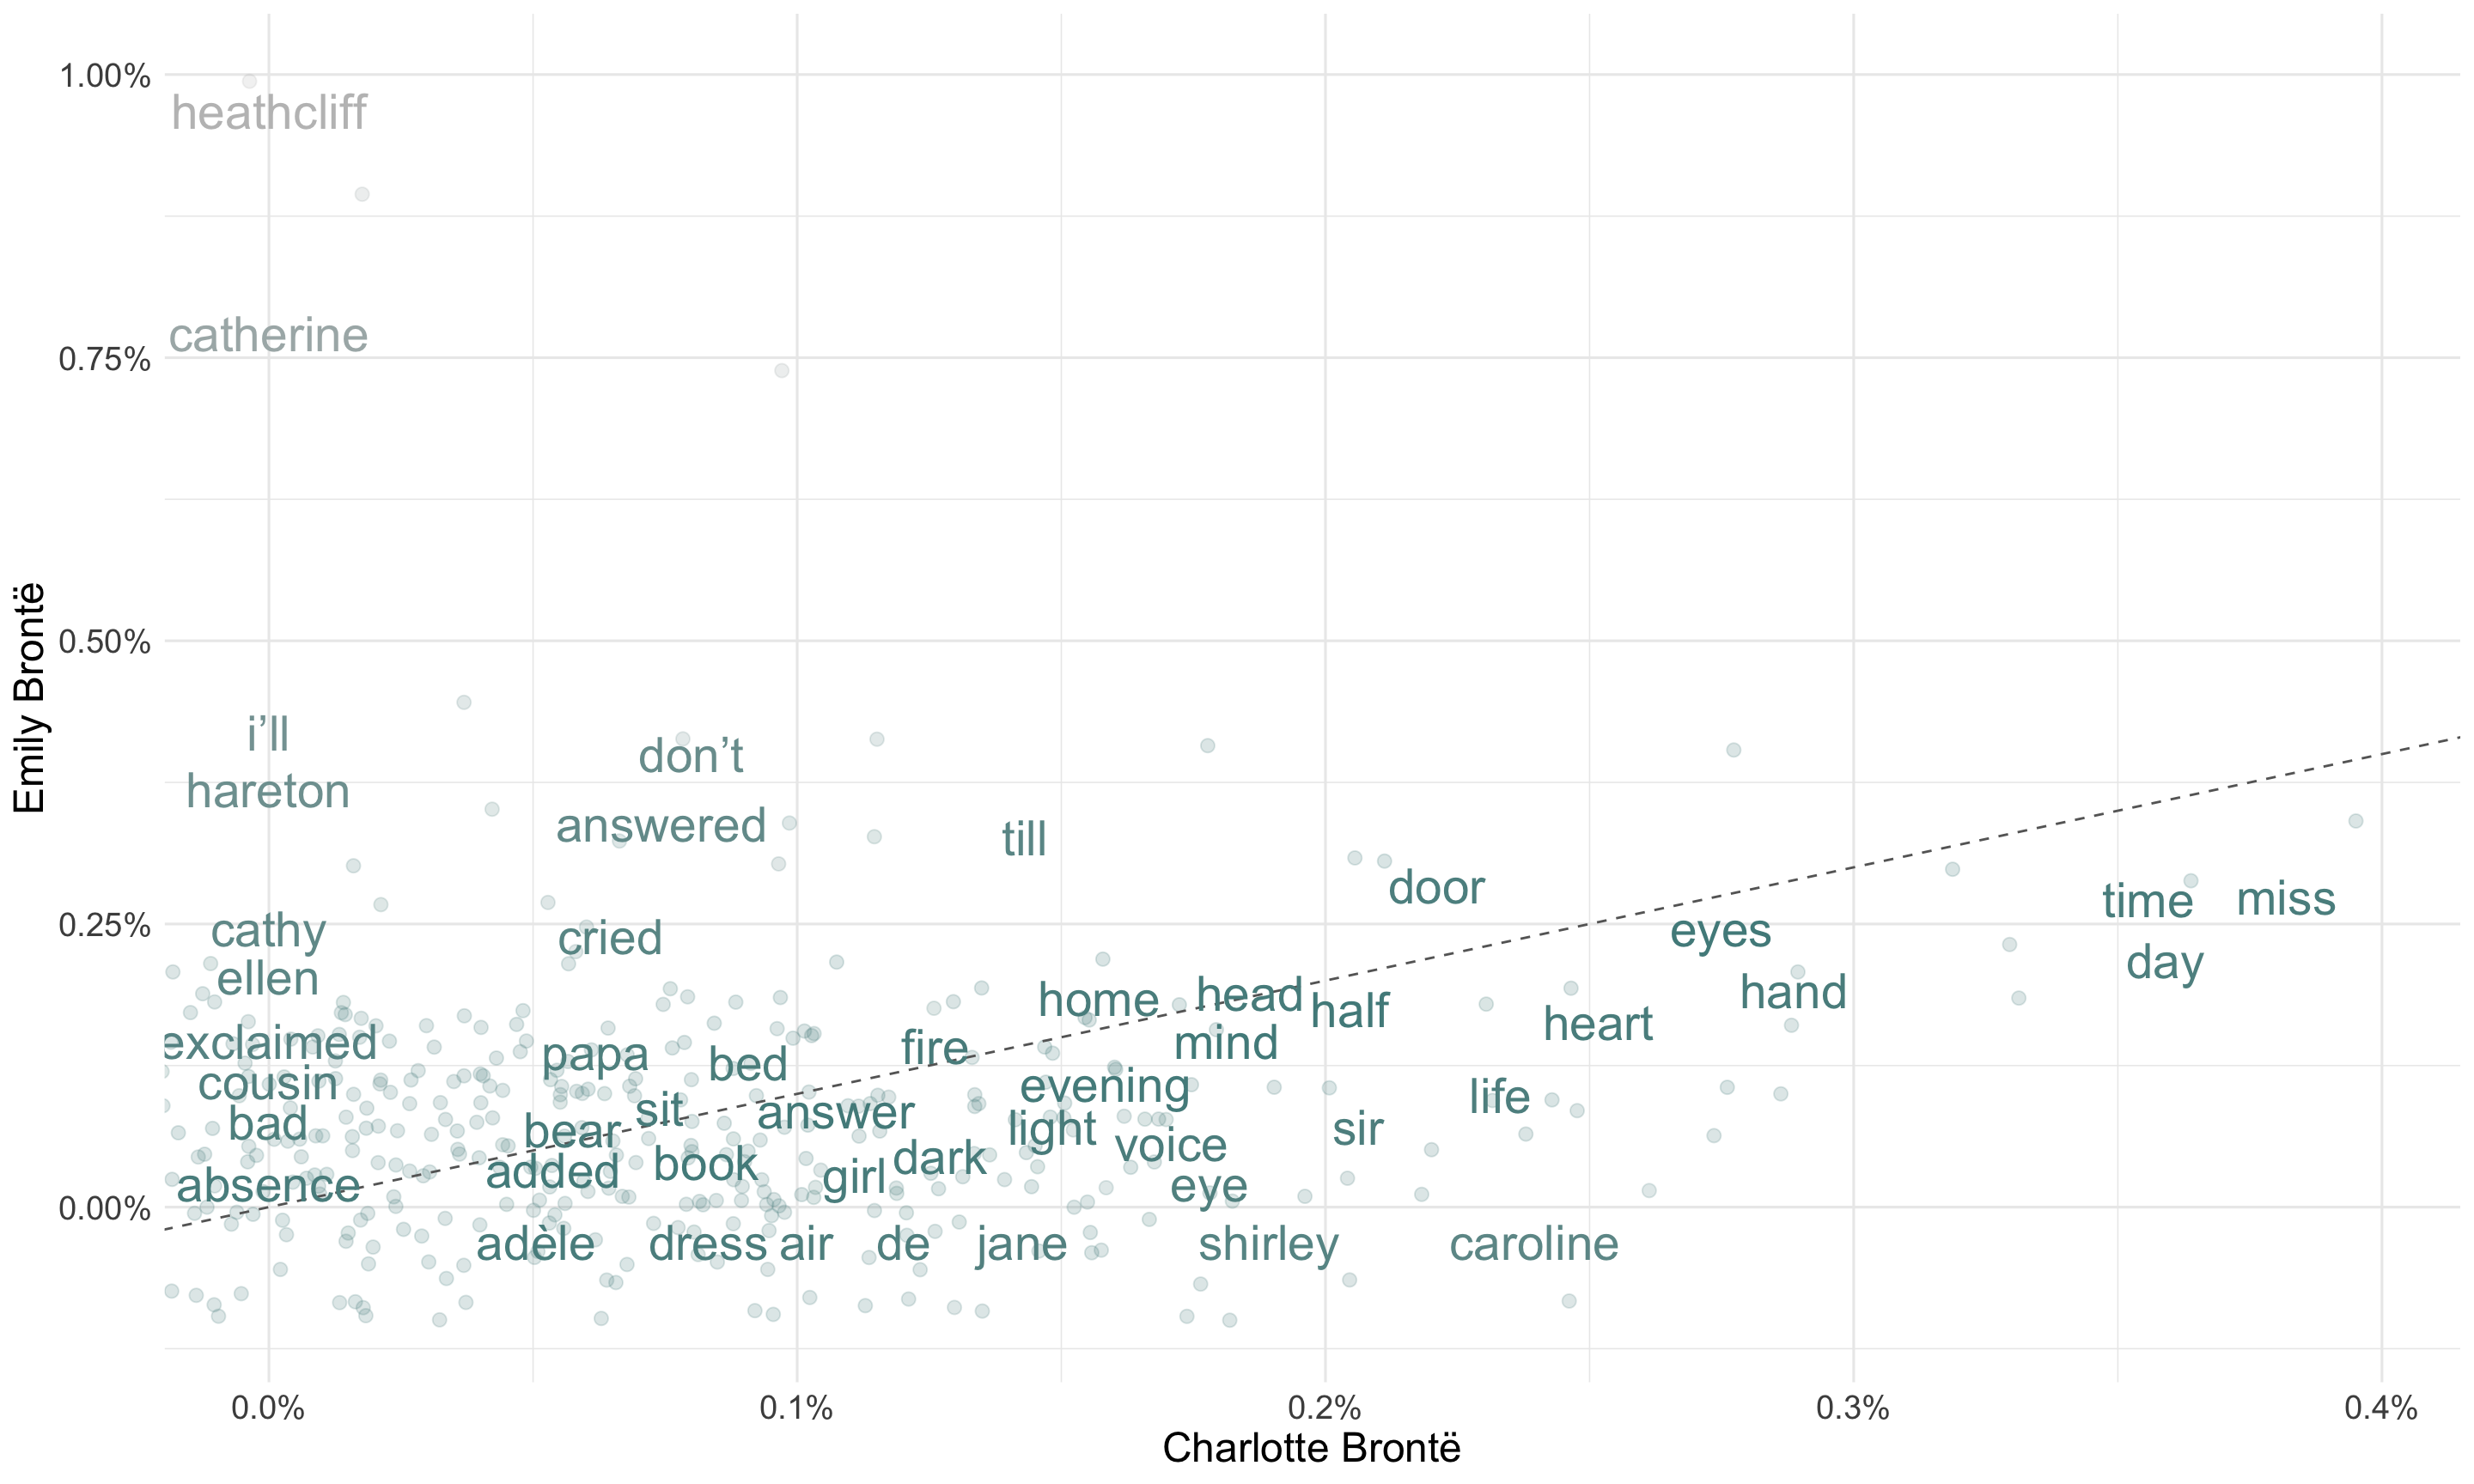 1.00%
heathcliff
catherine
0.75%
0.50%
Emily Brontë
i’ll
don’t
hareton
answered
till
door
time
miss
0.25%
cathy
cried
eyes
day
ellen
home
head
half
hand
heart
exclaimed
papa
bed
fire
mind
cousin
evening
life
bad
sit
answer
bear
light
sir
voice
absence
added
book
girl
dark
eye
0.00%
adèle
dress
air
de
jane
shirley
caroline
0.0%
0.1%
0.2%
0.3%
0.4%
Charlotte Brontë